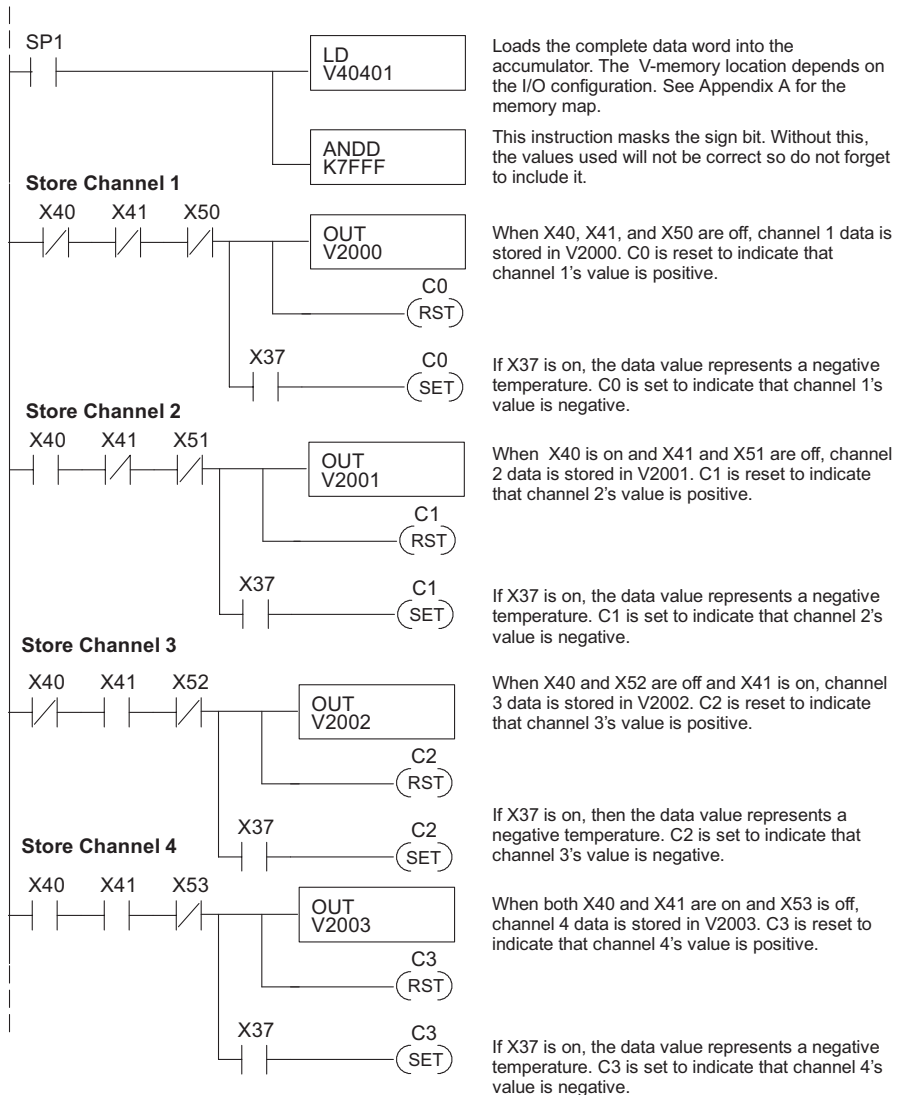 SP1
LD
V40401
Loads the complete data word into the
accumulator. The V-memory location depends on
the I/O configuration. See Appendix A for the
memory map.
ANDD
K7FFF
This instruction masks the sign bit. Without this,
the values used will not be correct so do not forget
to include it.
Store Channel 1
X40 X41 X50
OUT
V2000
C0
RST
When X40, X41, and X50 are off, channel 1 data is
stored in V2000. C0 is reset to indicate that
channel 1's value is positive.
X37
C0
SET
If X37 is on, the data value represents a negative
temperature. C0 is set to indicate that channel 1's
value is negative.
Store Channel 2
X40 X41 X51
OUT
V2001
C1
RST
When X40 is on and X41 and X51 are off, channel
2 data is stored in V2001. C1 is reset to indicate
that channel 2's value is positive.
X37
C1
SET
If X37 is on, the data value represents a negative
temperature. C1 is set to indicate that channel 2's
value is negative.
Store Channel 3
X40 X41 X52
OUT
V2002
C2
RST
When X40 and X52 are off and X41 is on, channel
3 data is stored in V2002. C2 is reset to indicate
that channel 3's value is positive.
X37
C2
SET
If X37 is on, then the data value represents a
negative temperature. C2 is set to indicate that
channel 3's value is negative.
Store Channel 4
X40 X41 X53
OUT
V2003
C3
RST
When both X40 and X41 are on and X53 is off,
channel 4 data is stored in V2003. C3 is reset to
indicate that channel 4's value is positive.
X37
C3
SET
If X37 is on, the data value represents a negative
temperature. C3 is set to indicate that channel 4's
value is negative.